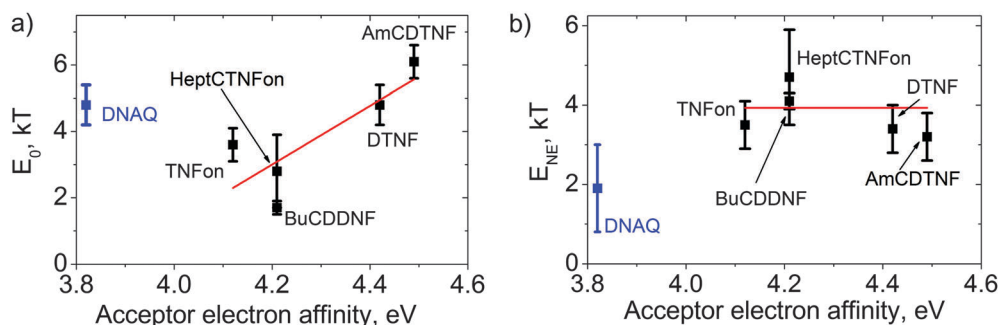 a)
E₀, kT
6
4
2
0
3.8
4.0
4.2
4.4
4.6
Acceptor electron affinity, eV
AmCDTNF
HeptCTNFon
DNAQ
DTNF
TNFon
BuCDDNF
b)
E_NE, kT
6
4
2
0
3.8
4.0
4.2
4.4
4.6
Acceptor electron affinity, eV
HeptCTNFon
TNFon
DTNF
BuCDDNF
AmCDTNF
DNAQ